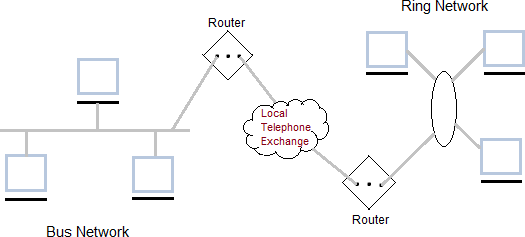 Ring Network
Router
Local
Telephone
Exchange
Router
Bus Network